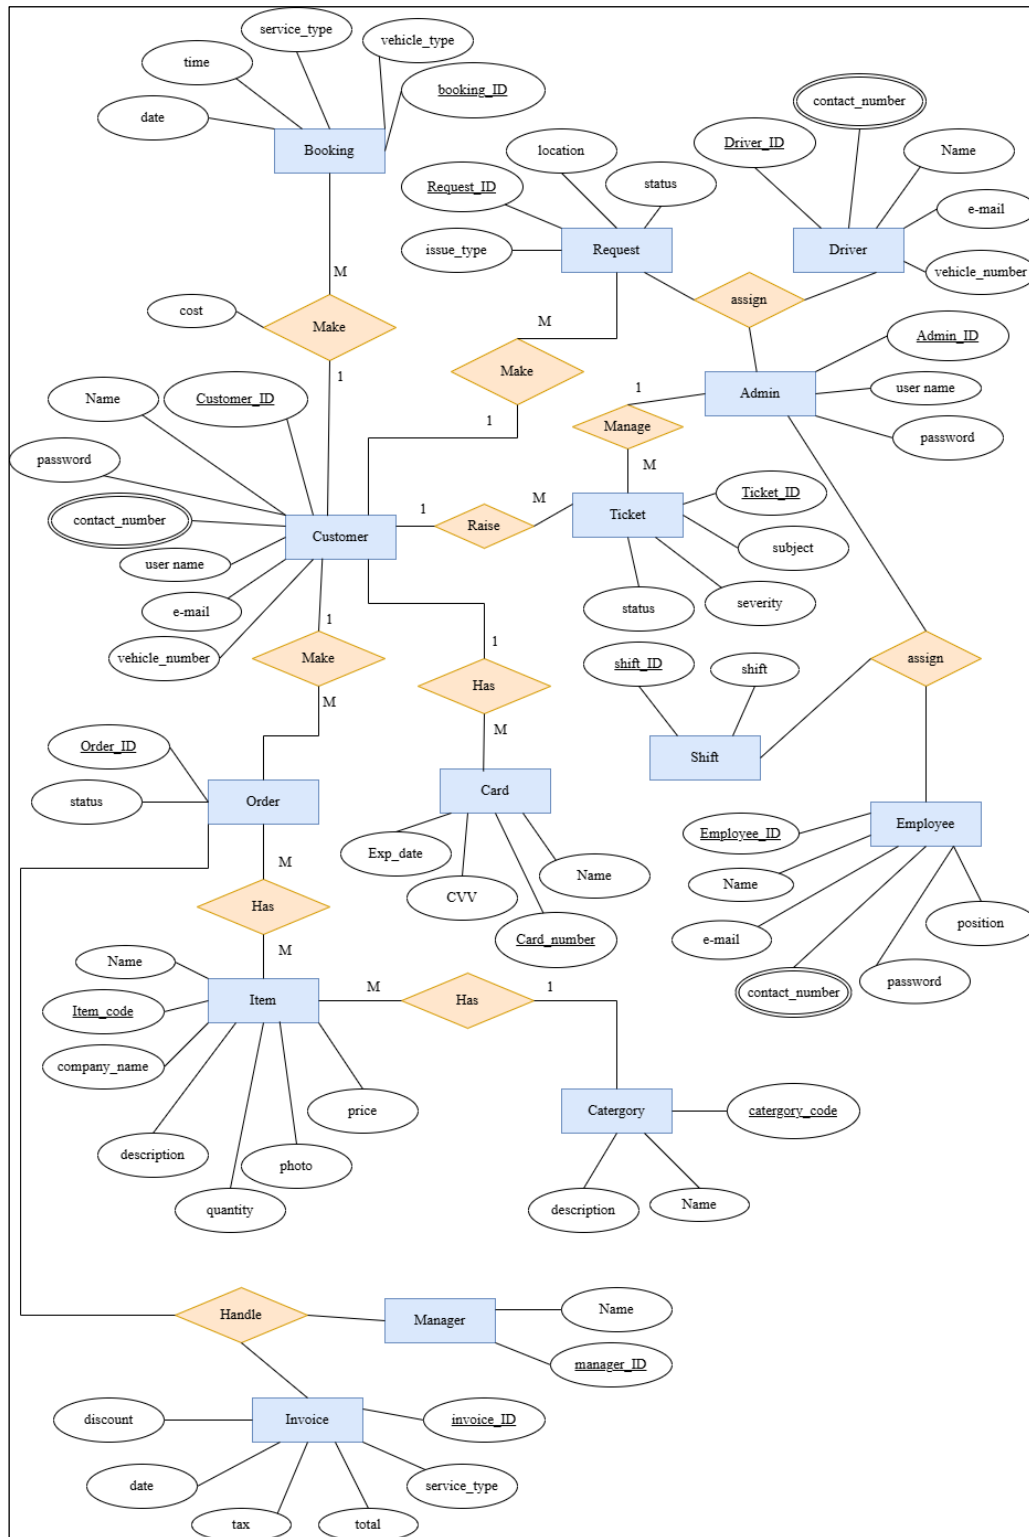 service_type
vehicle_type
time
booking_ID
date
Booking
contact_number
Driver_ID
Name
location
Request_ID
status
e-mail
issue_type
Request
Driver
vehicle_number
M
assign
cost
Make
M
Admin_ID
1
Make
Admin
user name
Name
Customer_ID
1
Manage
password
1
password
M
Ticket_ID
contact_number
1
Raise
M
Ticket
Customer
subject
user name
e-mail
status
severity
1
vehicle_number
Make
1
shift_ID
shift
assign
Has
M
M
Order_ID
Shift
status
Order
Card
Employee_ID
Employee
Exp_date
M
Name
Name
CVV
Has
position
Card_number
e-mail
M
Name
password
contact_number
Item_code
Item
M
Has
1
company_name
price
Catergory
catergory_code
description
photo
quantity
description
Name
Handle
Manager
Name
manager_ID
discount
Invoice
invoice_ID
date
service_type
tax
total